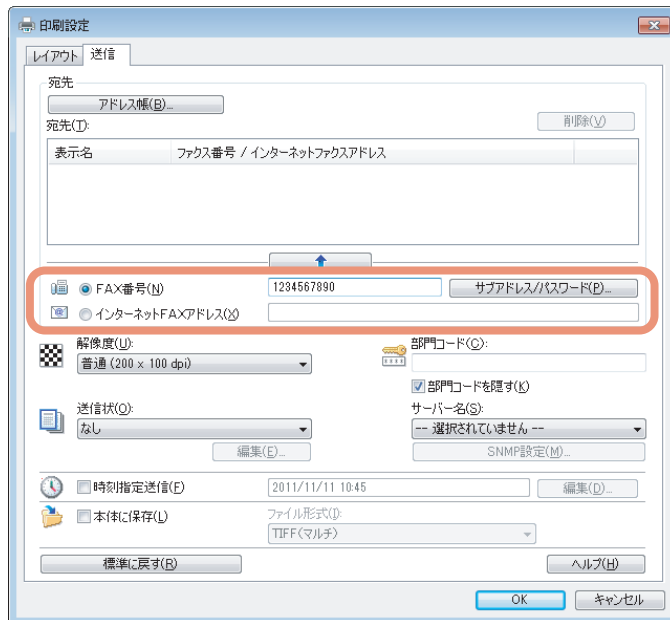 印刷設定
レイアウト 送信
宛先
アドレス帳(B)...
宛先(T):
削除(V)
表示名 ファクス番号 / インターネットファクスアドレス
FAX番号(N) 1234567890 サブアドレス/パスワード(P)...
インターネットFAXアドレス(X)
解像度(U): 部門コード(C):
普通 (200 x 100 dpi)
部門コードを隠す(K)
送信状(O): サーバー名(S):
なし -- 選択されていません --
編集(E)... SNMP設定(M)...
時刻指定送信(F) 2011/11/11 10:45 編集(D)...
本体に保存(L) ファイル形式(I):
TIFF(マルチ)
標準に戻す(R) ヘルプ(H)
OK キャンセル